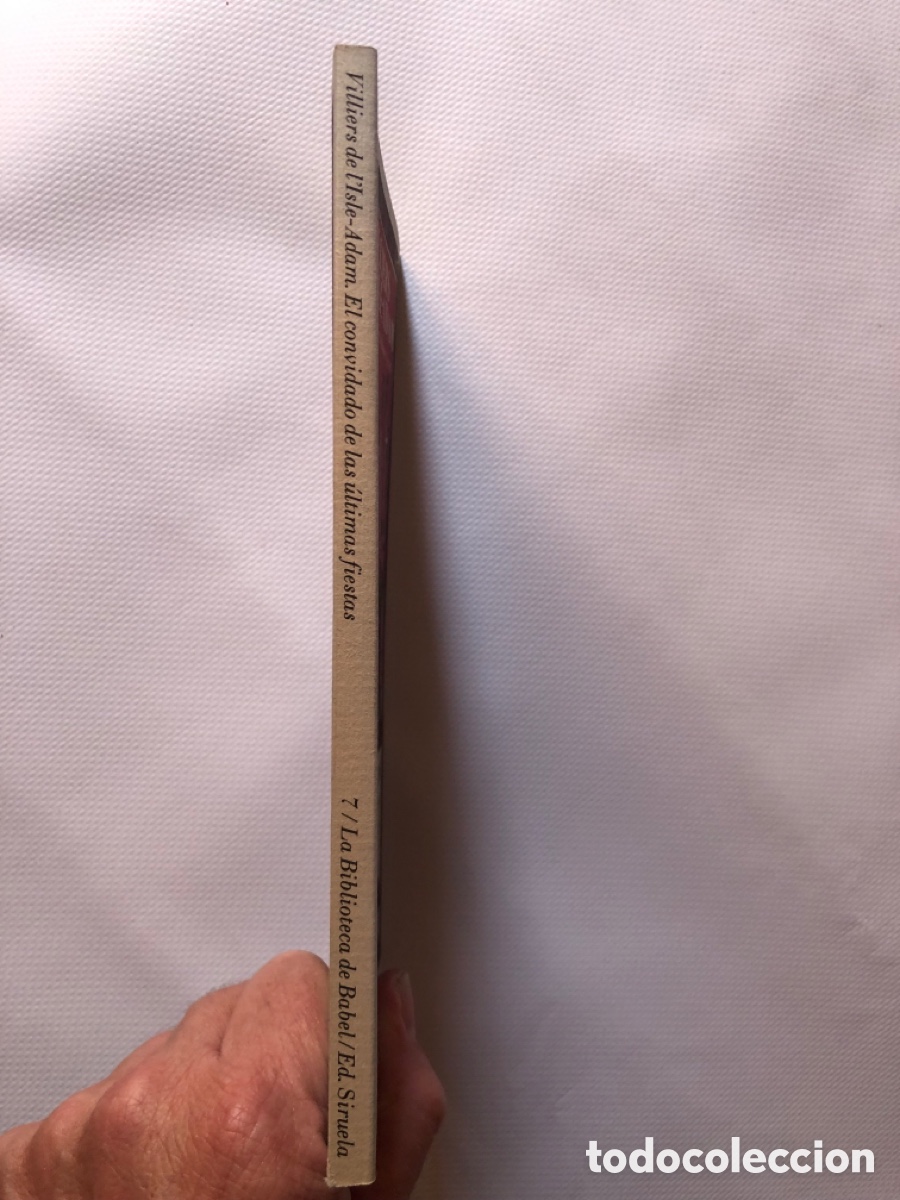 Villiers de l'Isle-Adam. El convidado de las últimas fiestas
7 / La Biblioteca de Babel / Ed. Siruela
todocoleccion